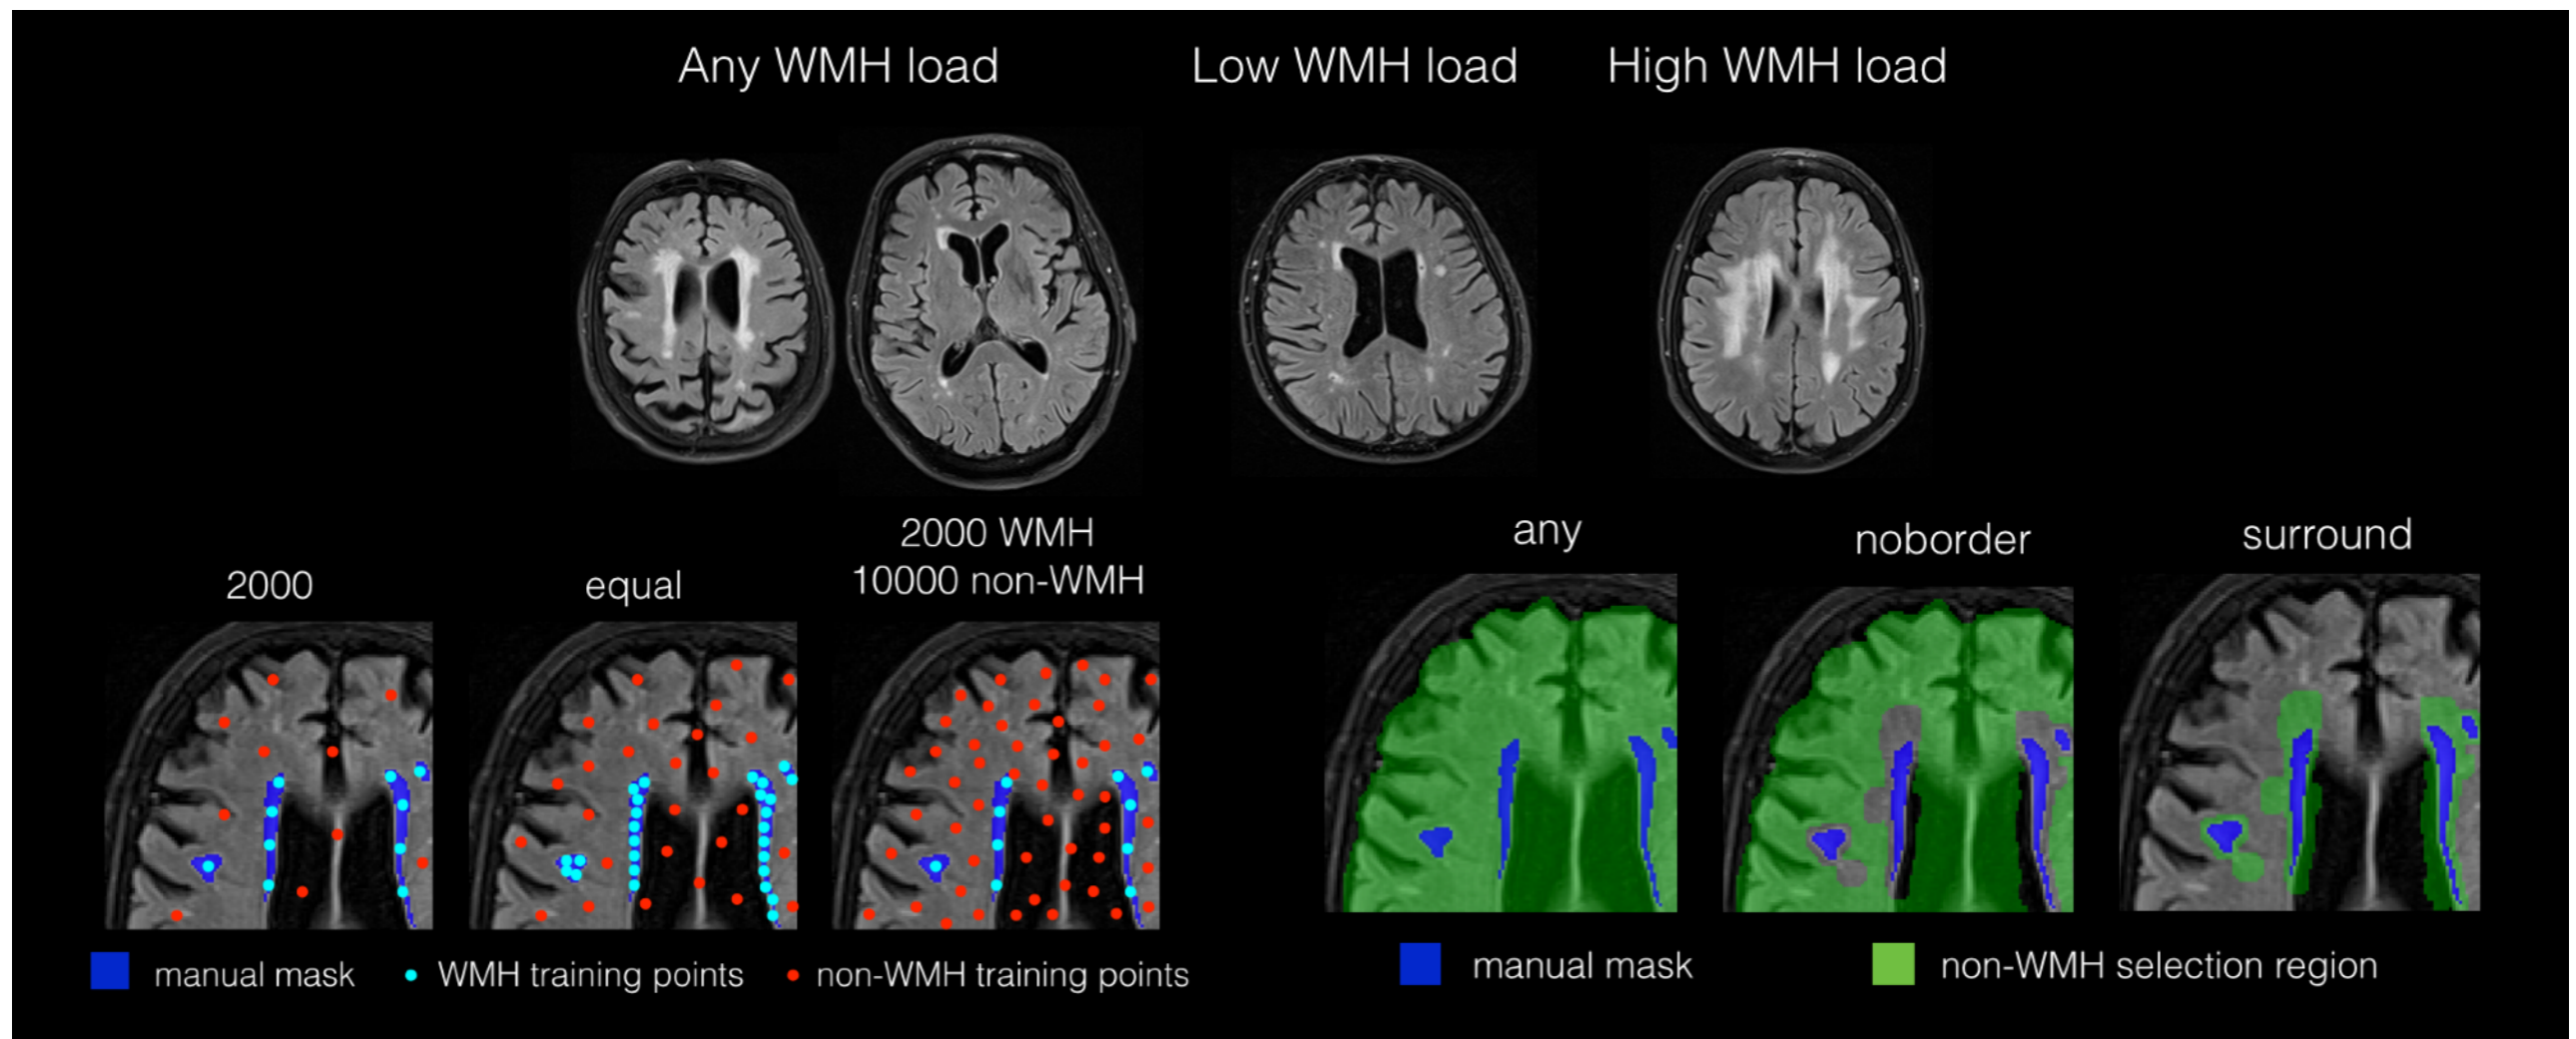 Any WMH load
Low WMH load
High WMH load
2000
equal
2000 WMH
10000 non-WMH
any
noborder
surround
manual mask
WMH training points
non-WMH training points
manual mask
non-WMH selection region